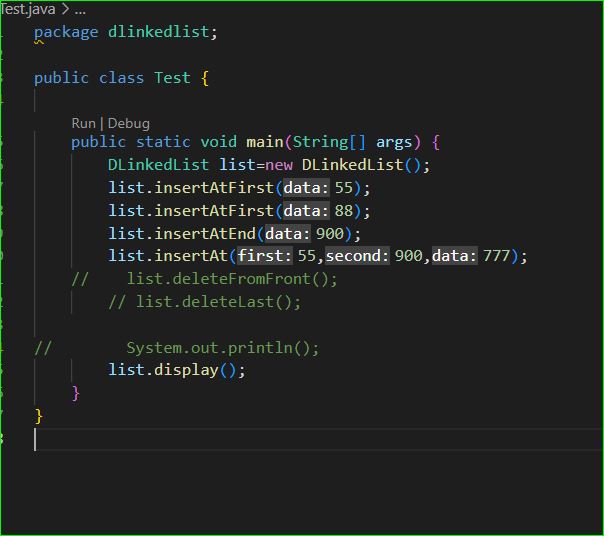 Test.java > ...
package dlinkedlist;
public class Test {
Run | Debug
public static void main(String[] args) {
DLinkedList list=new DLinkedList();
list.insertAtFirst(data: 55);
list.insertAtFirst(data: 88);
list.insertAtEnd(data: 900);
list.insertAt(first: 55,second: 900,data: 777);
//    list.deleteFromFront();
// list.deleteLast();
//        System.out.println();
list.display();
}
}